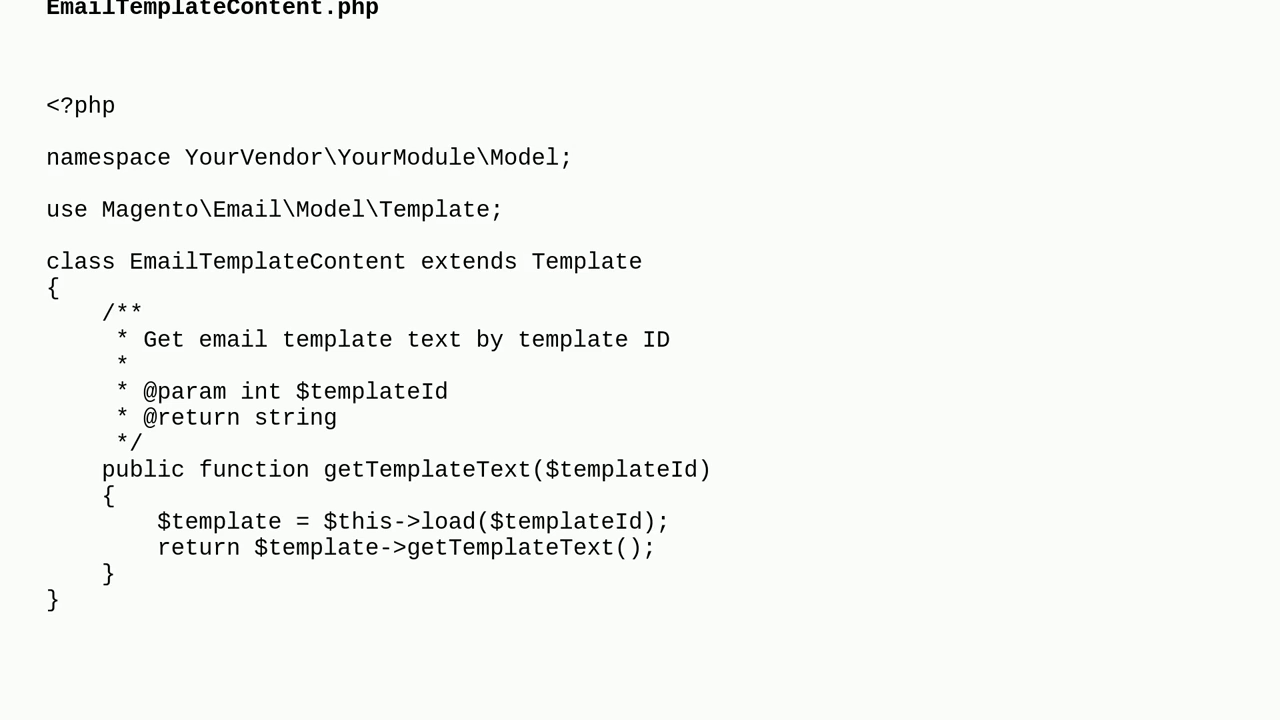 EmailTemplateContent.php
<?php
namespace YourVendor\YourModule\Model;
use Magento\Email\Model\Template;
class EmailTemplateContent extends Template
{
    /**
     * Get email template text by template ID
     *
     * @param int $templateId
     * @return string
     */
    public function getTemplateText($templateId)
    {
        $template = $this->load($templateId);
        return $template->getTemplateText();
    }
}